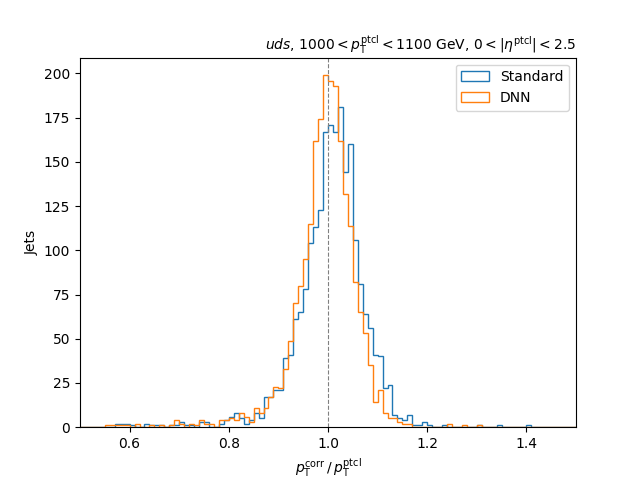 uds, 1000 < p_T^ptcl < 1100 GeV, 0 < |η^ptcl| < 2.5
Standard
DNN
200
175
150
125
100
75
50
25
0
Jets
0.6 0.8 1.0 1.2 1.4
p_T^corr / p_T^ptcl